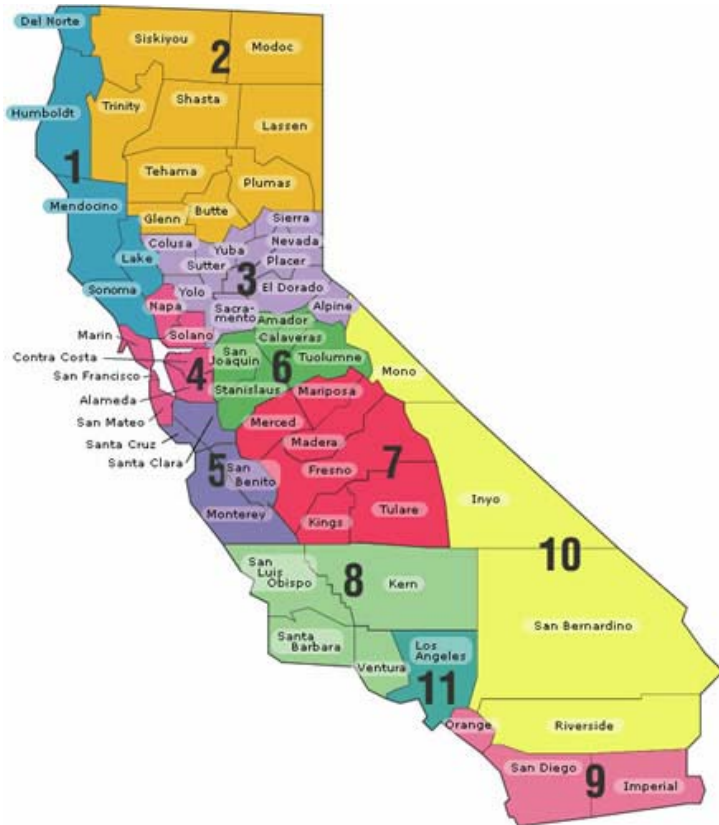 Del Norte
Siskiyou
Modoc
2
Humboldt
Trinity
Shasta
Lassen
1
Tehama
Plumas
Mendocino
Glenn
Butte
Sierra
Colusa
Yuba
Nevada
Lake
Sutter
Placer
3
Sonoma
Yolo
El Dorado
Napa
Sacra-
mento
Alpine
Marin
Solano
Amador
Calaveras
Contra Costa
San
Joaquin
Tuolumne
6
Mono
San Francisco
4
Alameda
Stanislaus
Mariposa
San Mateo
Merced
Santa Cruz
Madera
Santa Clara
5
San
Benito
Fresno
7
Inyo
Monterey
Kings
Tulare
10
San
Luis
Obispo
8
Kern
San Bernardino
Santa
Barbara
Los
Angeles
Ventura
11
Orange
Riverside
San Diego
9
Imperial